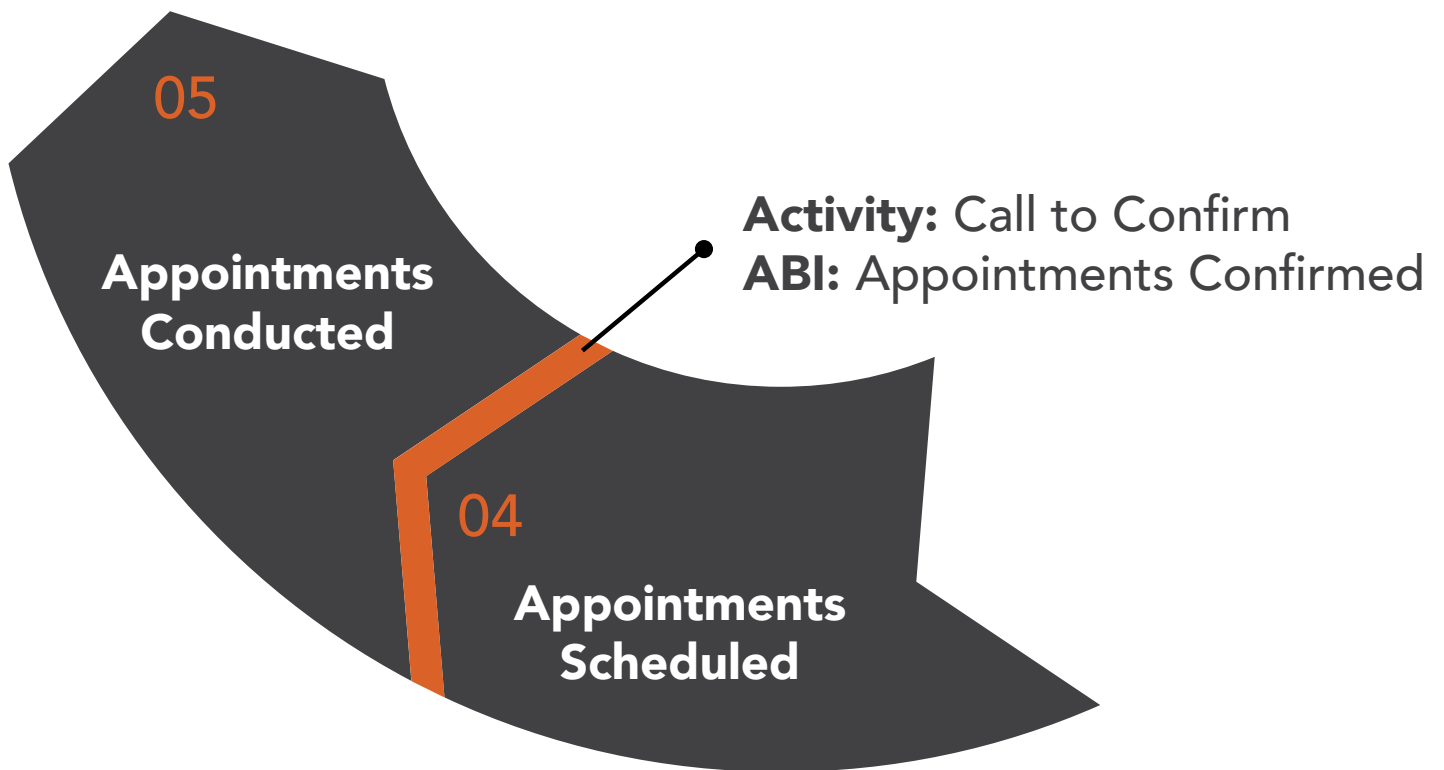 05
Appointments
Conducted
Activity: Call to Confirm
ABI: Appointments Confirmed
04
Appointments
Scheduled